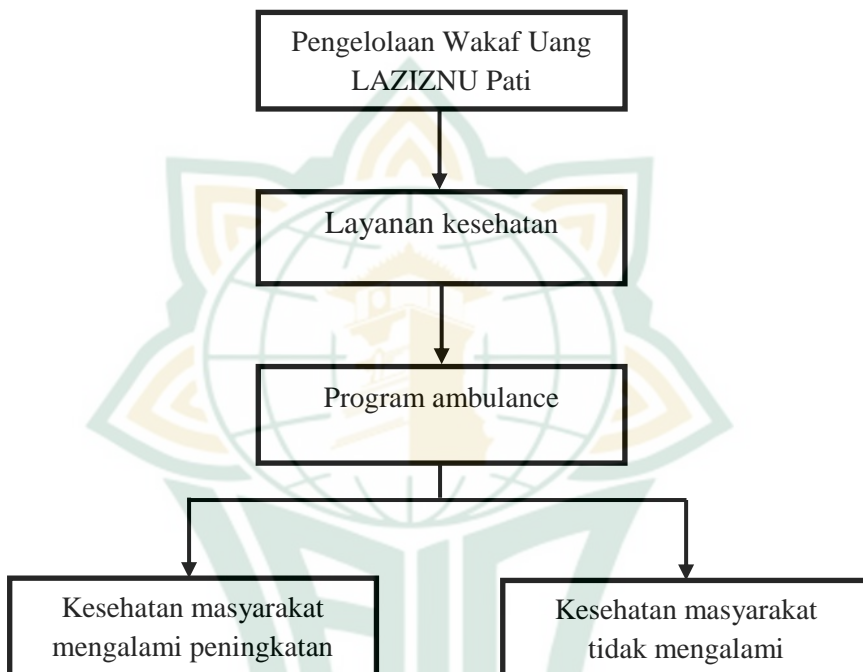 Pengelolaan Wakaf Uang
LAZIZNU Pati
Layanan kesehatan
Program ambulance
Kesehatan masyarakat
mengalami peningkatan
Kesehatan masyarakat
tidak mengalami